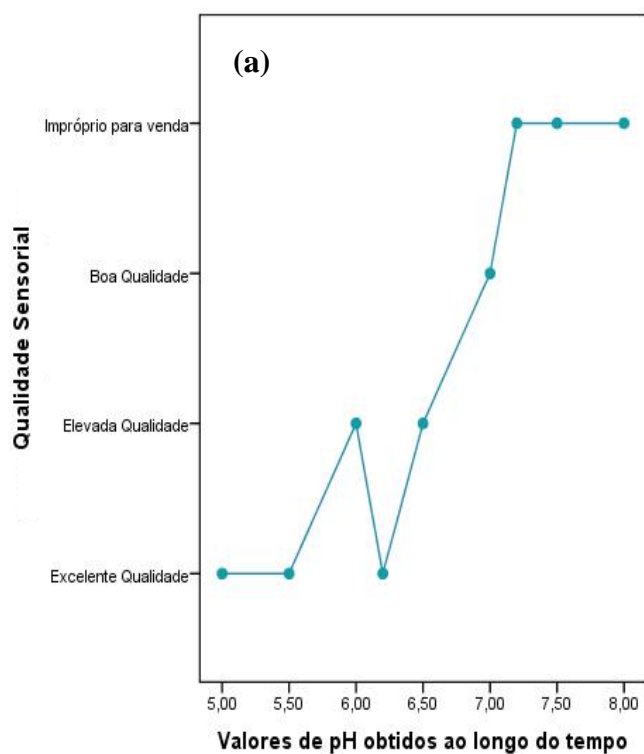 (a)
Qualidade Sensorial
Impróprio para venda
Boa Qualidade
Elevada Qualidade
Excelente Qualidade
5,00 5,50 6,00 6,50 7,00 7,50 8,00
Valores de pH obtidos ao longo do tempo